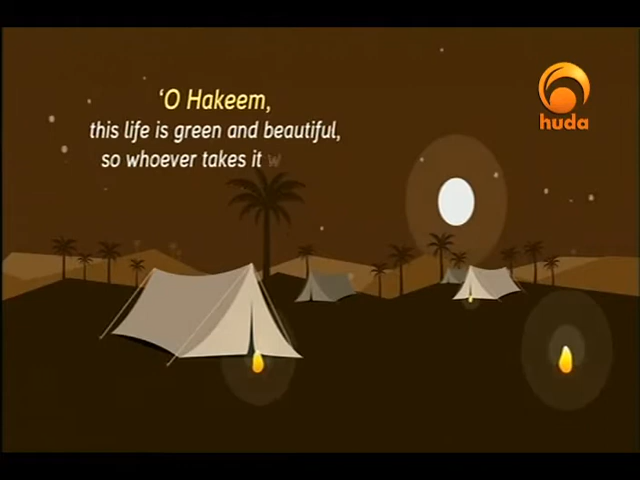 'O Hakeem,
this life is green and beautiful,
so whoever takes it w
huda